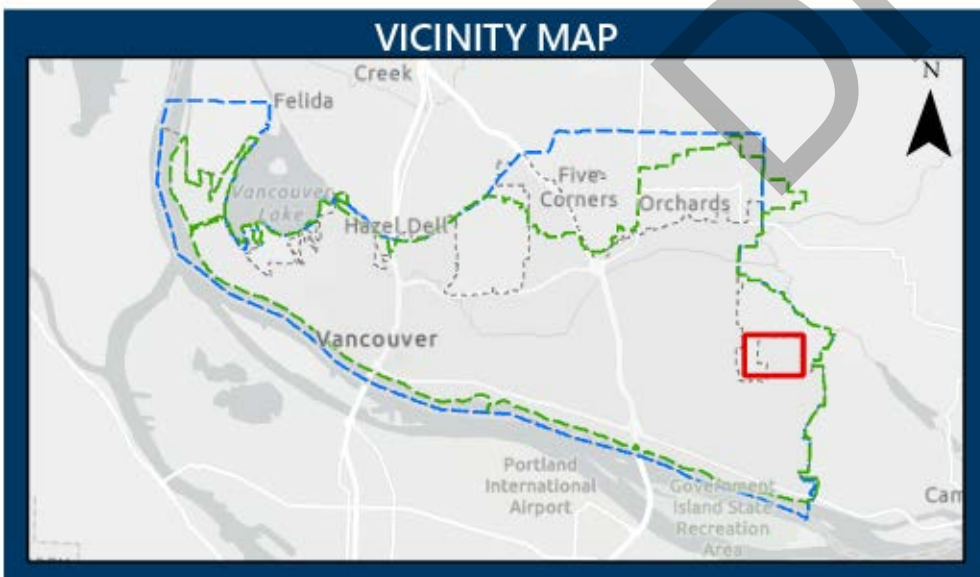 VICINITY MAP
Creek
N
Felida
Vancouver
Lake
Five
Corners
Orchards
Hazel Dell
Vancouver
Portland
International
Airport
Government
Island State
Recreation
Area
Cam